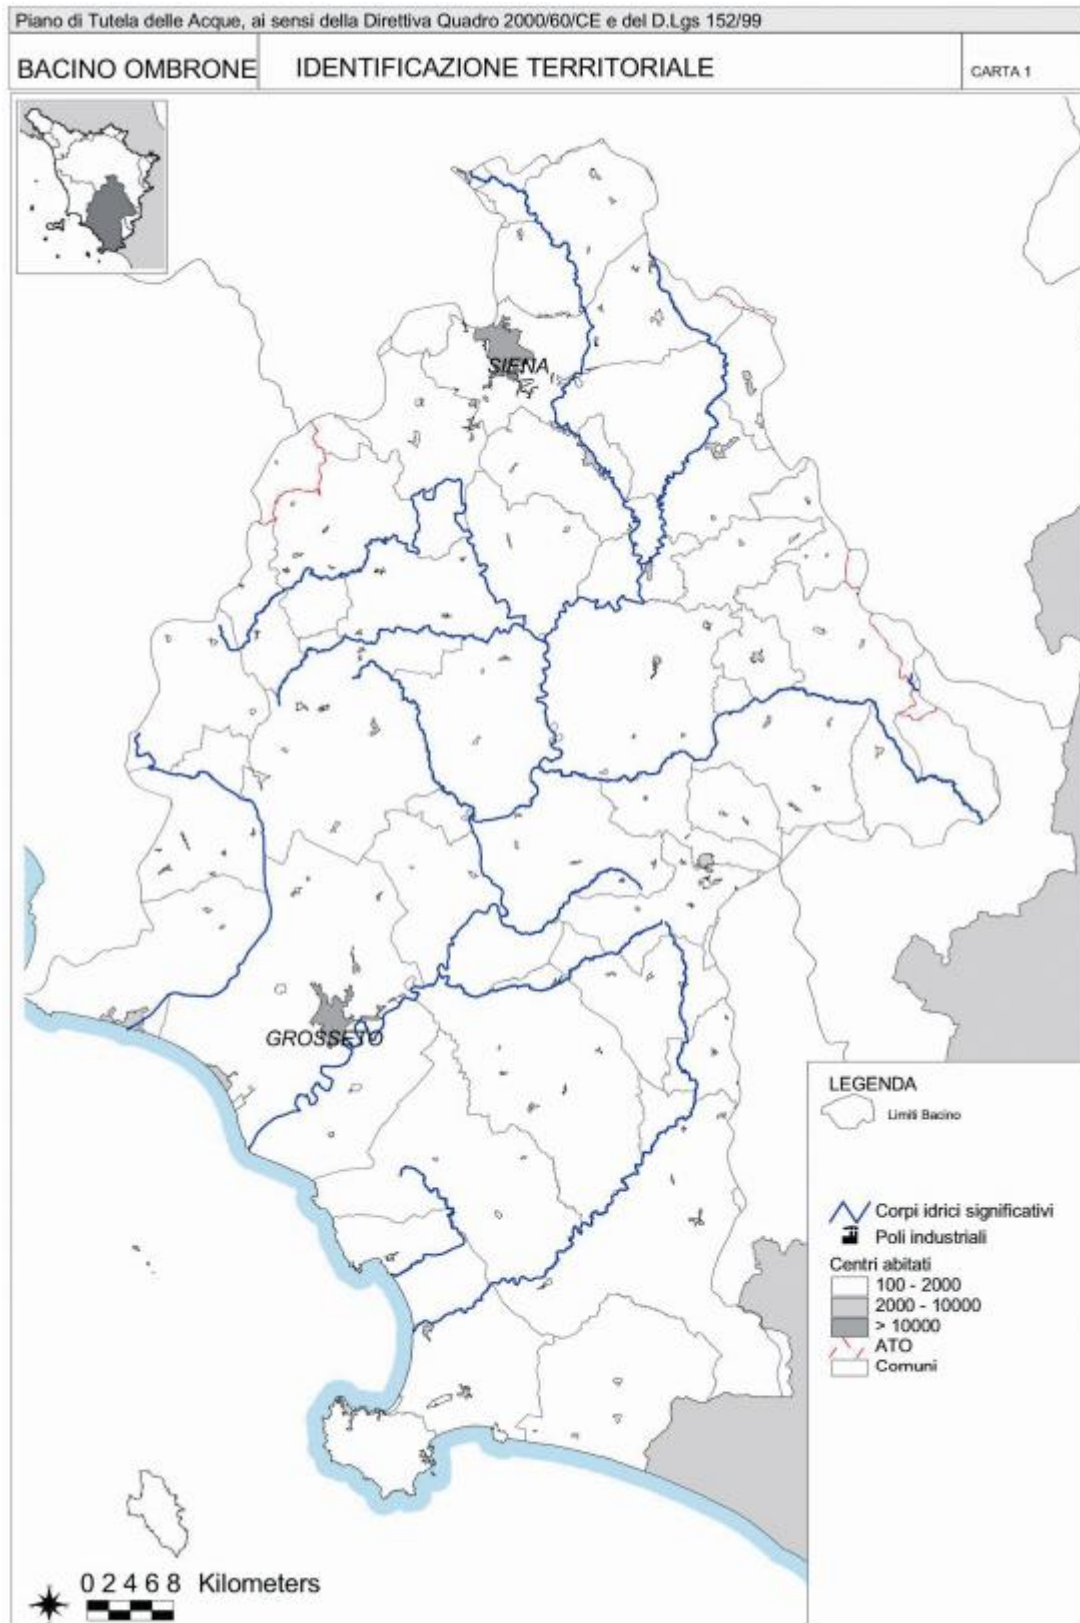 Piano di Tutela delle Acque, ai sensi della Direttiva Quadro 2000/60/CE e del D.Lgs 152/99
BACINO OMBRONE
IDENTIFICAZIONE TERRITORIALE
CARTA 1
SIENA
GROSSETO
LEGENDA
Limiti Bacino
Corpi idrici significativi
Poli industriali
Centri abitati
100 - 2000
2000 - 10000
> 10000
ATO
Comuni
0 2 4 6 8 Kilometers